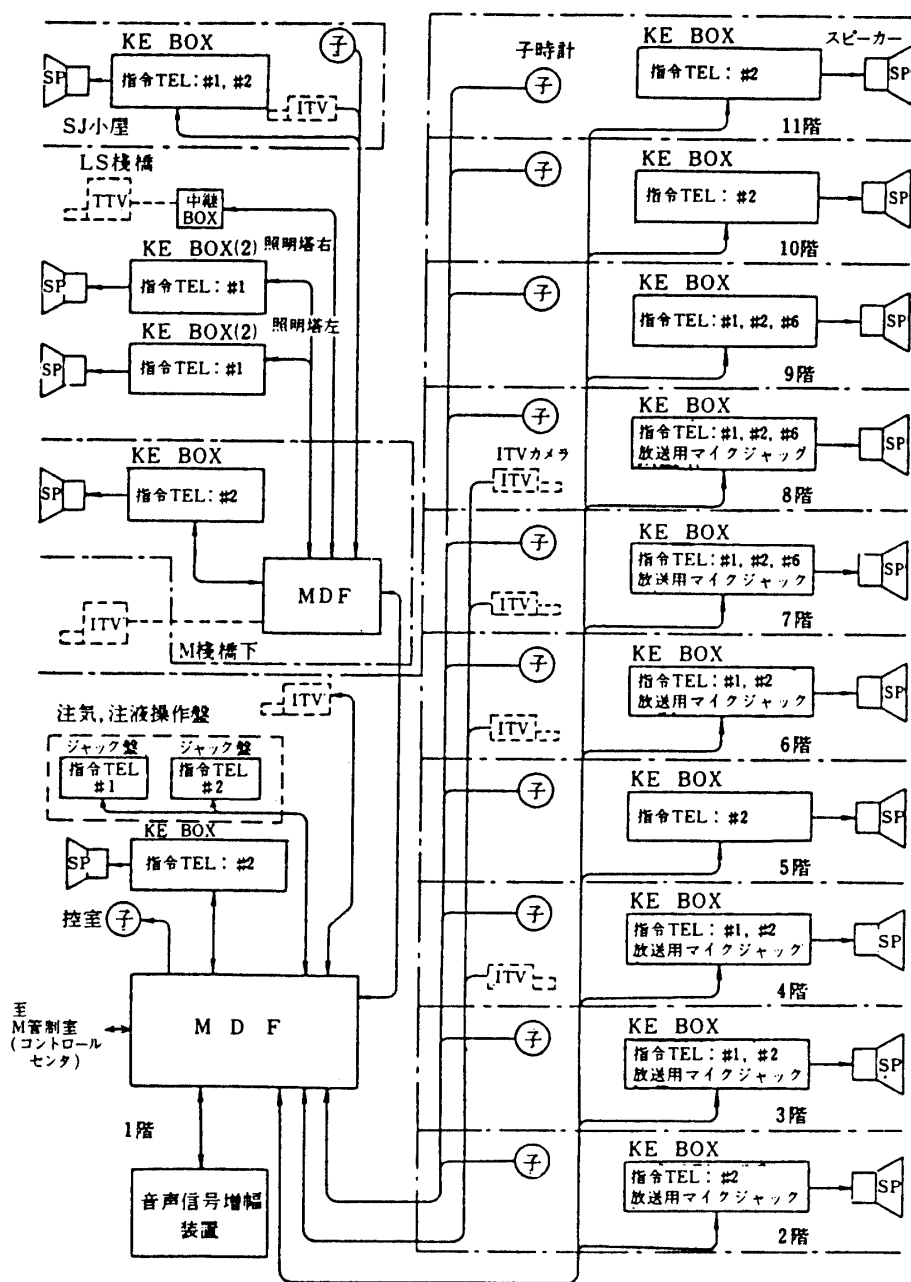 KE BOX
子
SP
指令TEL:#1, #2
ITV
SJ小屋
LS桟橋
TTV
中継
BOX
照明塔右
KE BOX(2)
SP
指令TEL:#1
照明塔左
KE BOX(2)
SP
指令TEL:#1
KE BOX
SP
指令TEL:#2
MDF
ITV
M桟橋下
ITV
注気,注液操作盤
ジャック盤
指令TEL
#1
ジャック盤
指令TEL
#2
KE BOX
SP
指令TEL:#2
控室
子
至
M管制室
(コントロール
センタ)
MDF
1階
音声信号増幅
装置
子時計
子
KE BOX
スピーカー
指令TEL:#2
SP
11階
子
KE BOX
指令TEL:#2
SP
10階
子
KE BOX
指令TEL:#1, #2, #6
SP
9階
子
KE BOX
指令TEL:#1, #2, #6
放送用マイクジャック
SP
ITVカメラ
ITV
8階
子
KE BOX
指令TEL:#1, #2, #6
放送用マイクジャック
SP
ITV
7階
子
KE BOX
指令TEL:#1, #2
放送用マイクジャック
SP
ITV
6階
子
KE BOX
指令TEL:#2
SP
5階
子
KE BOX
指令TEL:#1, #2
放送用マイクジャック
SP
ITV
4階
子
KE BOX
指令TEL:#1, #2
放送用マイクジャック
SP
3階
子
KE BOX
指令TEL:#2
放送用マイクジャック
SP
2階